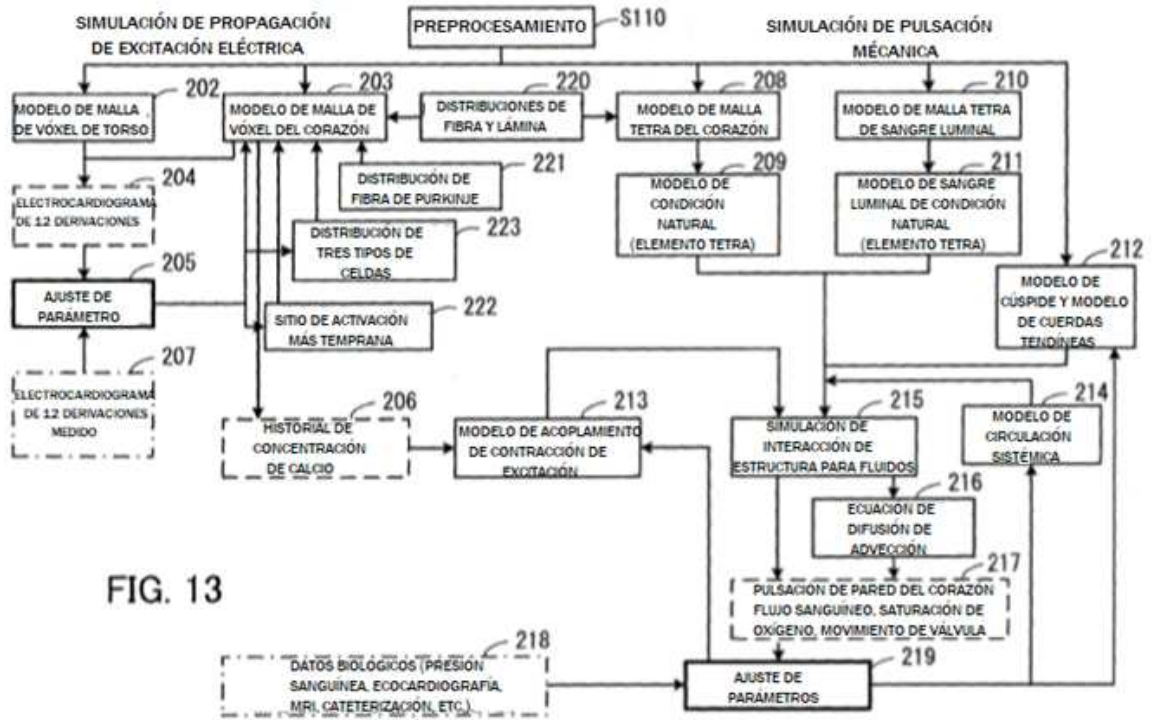 SIMULACIÓN DE PROPAGACIÓN
DE EXCITACIÓN ELÉCTRICA
PREPROCESAMIENTO
S110
SIMULACIÓN DE PULSACIÓN
MÉCANICA
202
MODELO DE MALLA
DE VÓXEL DE TORSO
203
MODELO DE MALLA DE
VÓXEL DEL CORAZÓN
220
DISTRIBUCIONES DE
FIBRA Y LÁMINA
208
MODELO DE MALLA
TETRA DEL CORAZÓN
210
MODELO DE MALLA TETRA
DE SANGRE LUMINAL
204
ELECTROCARDIOGRAMA
DE 12 DERIVACIONES
221
DISTRIBUCIÓN DE
FIBRA DE PURKINJE
209
MODELO DE
CONDICIÓN
NATURAL
(ELEMENTO TETRA)
211
MODELO DE SANGRE
LUMINAL DE CONDICIÓN
NATURAL
(ELEMENTO TETRA)
223
DISTRIBUCIÓN DE
TRES TIPOS DE
CELDAS
205
AJUSTE DE
PARÁMETRO
212
MODELO DE
CÚSPIDE Y MODELO
DE CUERDAS
TENDÍNEAS
222
SITIO DE ACTIVACIÓN
MÁS TEMPRANA
207
ELECTROCARDIOGRAMA
DE 12 DERIVACIONES
MEDIDO
206
HISTORIAL DE
CONCENTRACIÓN
DE CALCIO
213
MODELO DE ACOPLAMIENTO
DE CONTRACCIÓN DE
EXCITACIÓN
215
SIMULACIÓN DE
INTERACCIÓN DE
ESTRUCTURA PARA FLUIDOS
214
MODELO DE
CIRCULACIÓN
SISTÉMICA
216
ECUACIÓN DE
DIFUSIÓN DE
ADVECCIÓN
217
PULSACIÓN DE PARED DEL CORAZÓN
FLUJO SANGUÍNEO, SATURACIÓN DE
OXÍGENO, MOVIMIENTO DE VÁLVULA
FIG. 13
218
DATOS BIOLOGICOS (PRESION
SANGUÍNEA, ECOCARDIOGRAFÍA,
MRI, CATETERIZACIÓN, ETC.)
219
AJUSTE DE
PARÁMETROS